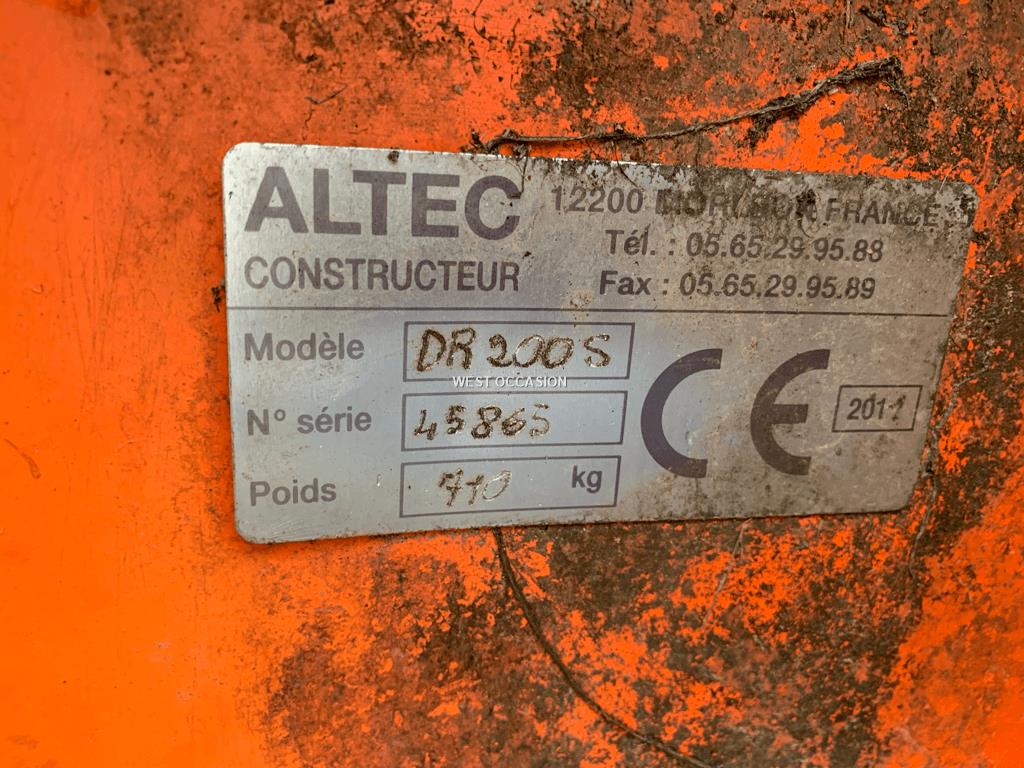 ALTEC
CONSTRUCTEUR
12200 FRANCE
Tél. : 05.65.29.95.88
Fax : 05.65.29.95.89
Modèle DR 200 S
WEST OCCASION
N° série 45865
Poids 710 kg
CE 2011